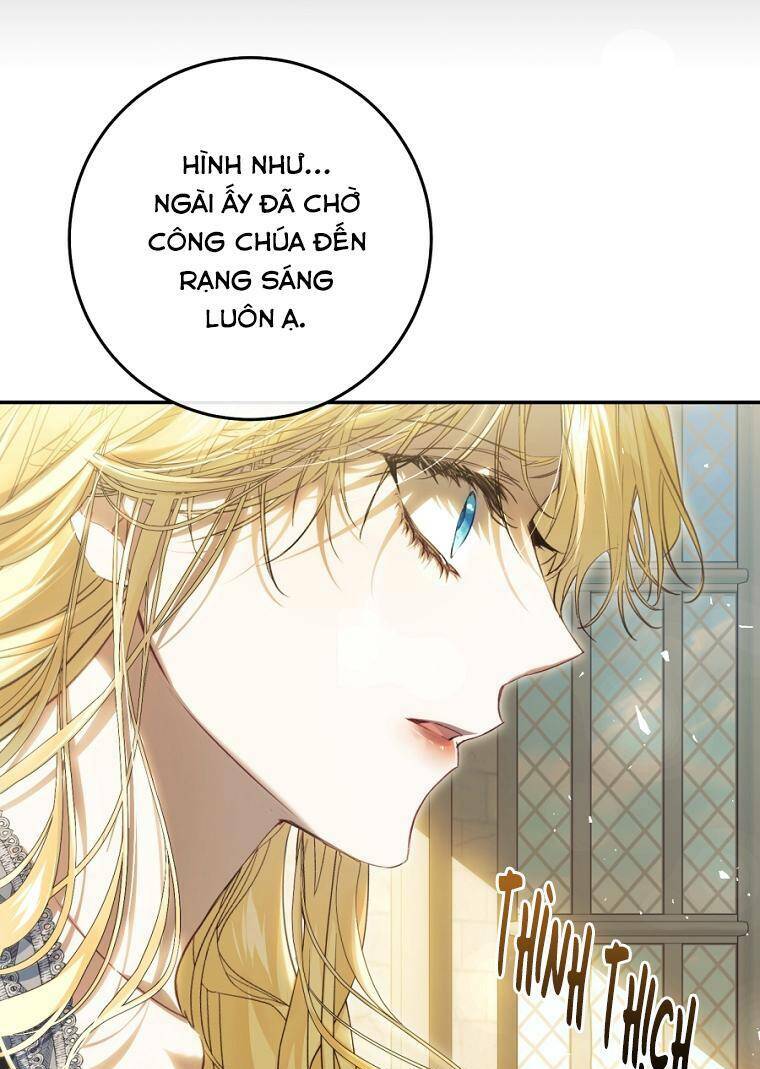 HÌNH NHƯ...
NGÀI ẤY ĐÃ CHỜ
CÔNG CHÚA ĐẾN
RẠNG SÁNG
LUÔN Ạ.
THÌNH THỊCH